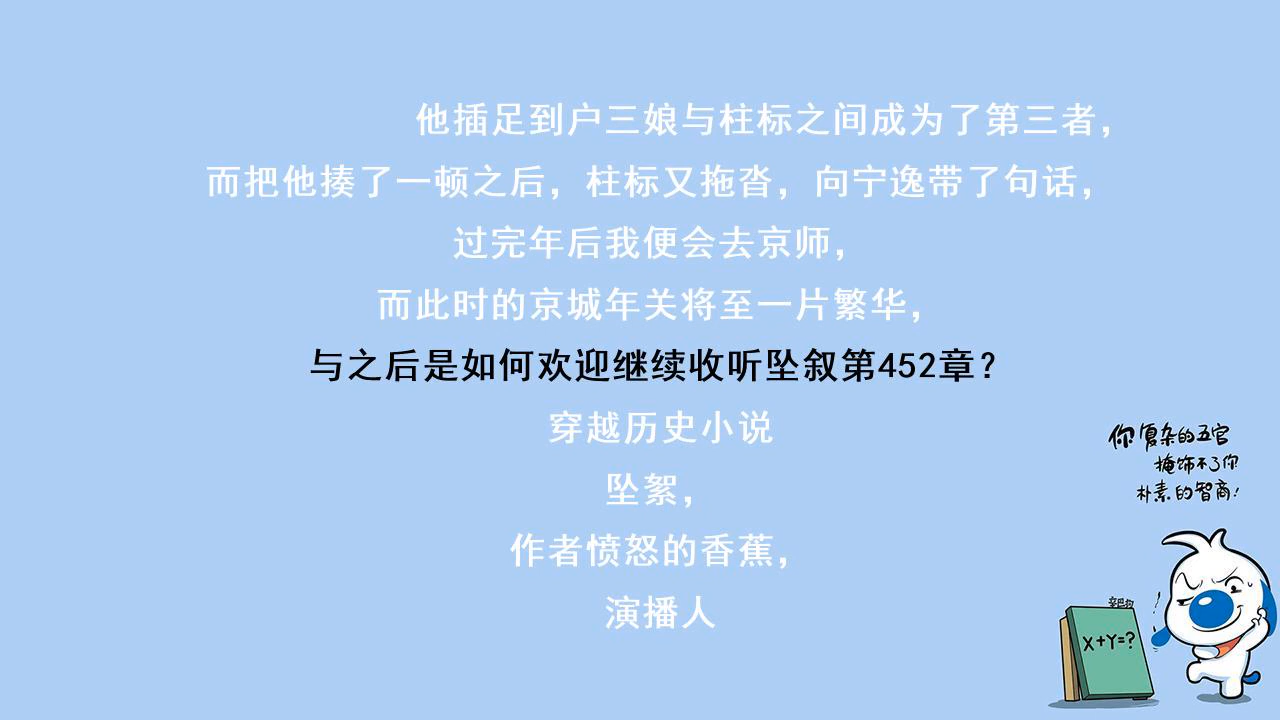 他插足到户三娘与柱标之间成为了第三者，
而把他揍了一顿之后，柱标又拖沓，向宁逸带了句话，
过完年后我便会去京师，
而此时的京城年关将至一片繁华，
与之后是如何欢迎继续收听坠叙第452章？
穿越历史小说
坠絮，
作者愤怒的香蕉，
演播人
你复杂的五官
掩饰不了你
朴素的智商！
X+Y=?